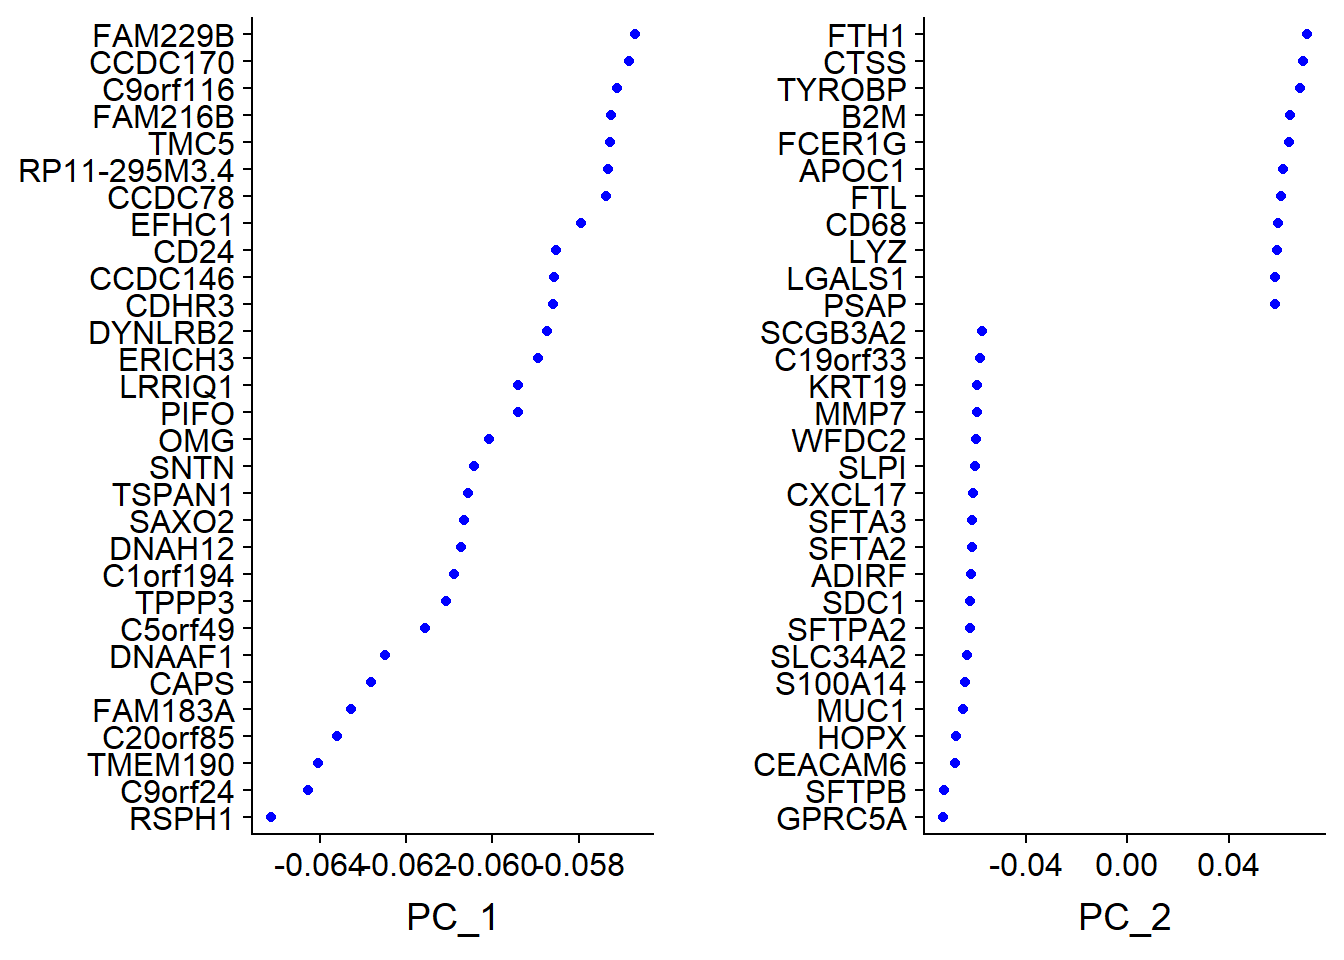 FAM229B
CCDC170
C9orf116
FAM216B
TMC5
RP11-295M3.4
CCDC78
EFHC1
CD24
CCDC146
CDHR3
DYNLRB2
ERICH3
LRRIQ1
PIFO
OMG
SNTN
TSPAN1
SAXO2
DNAH12
C1orf194
TPPP3
C5orf49
DNAAF1
CAPS
FAM183A
C20orf85
TMEM190
C9orf24
RSPH1
-0.064 -0.062 -0.060 -0.058
PC_1
FTH1
CTSS
TYROBP
B2M
FCER1G
APOC1
FTL
CD68
LYZ
LGALS1
PSAP
SCGB3A2
C19orf33
KRT19
MMP7
WFDC2
SLPI
CXCL17
SFTA3
SFTA2
ADIRF
SDC1
SFTPA2
SLC34A2
S100A14
MUC1
HOPX
CEACAM6
SFTPB
GPRC5A
-0.04 0.00 0.04
PC_2